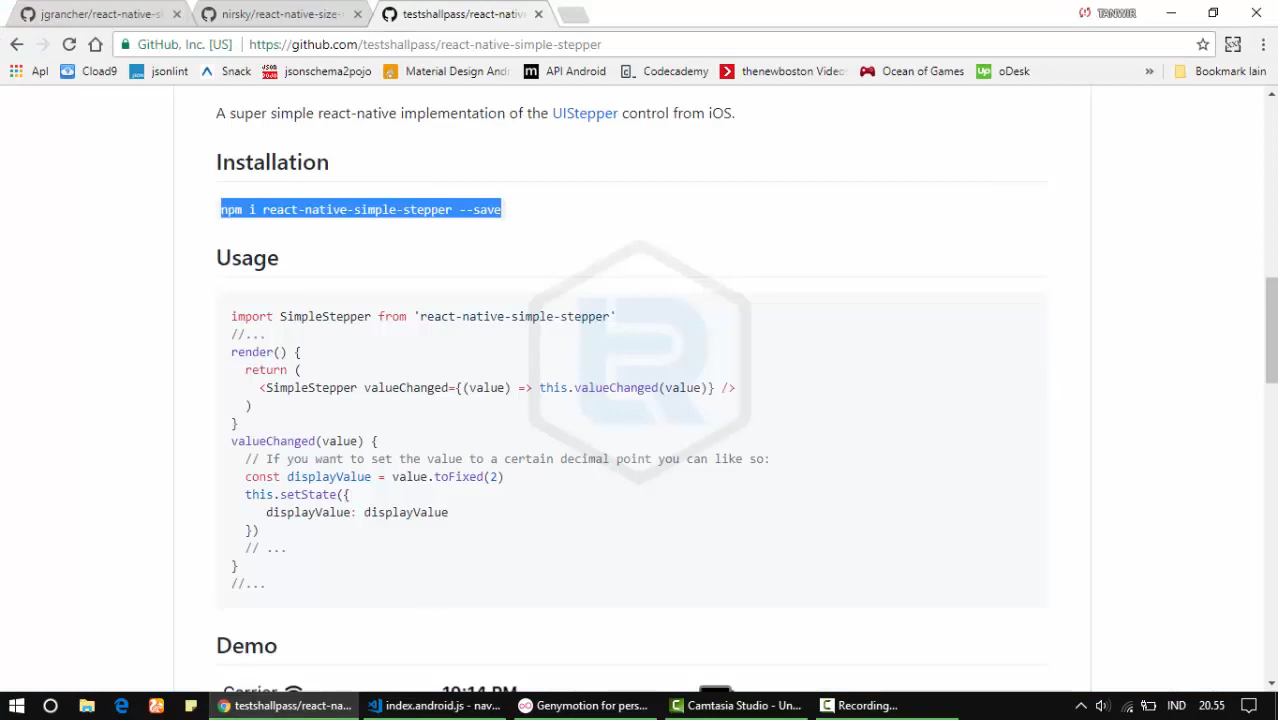 jgrancher/react-native-s
nirsky/react-native-size-
testshallpass/react-native
TANWIR
GitHub, Inc. [US]
https://github.com/testshallpass/react-native-simple-stepper
Apl
Cloud9
jsonlint
Snack
jsonschema2pojo
Material Design Andr
API Android
Codecademy
thenewboston Video
Ocean of Games
oDesk
»
Bookmark lain
A super simple react-native implementation of the UIStepper control from iOS.
Installation
npm i react-native-simple-stepper --save
Usage
import SimpleStepper from 'react-native-simple-stepper'
//...
render() {
return (
<SimpleStepper valueChanged={(value) => this.valueChanged(value)} />
)
}
valueChanged(value) {
// If you want to set the value to a certain decimal point you can like so:
const displayValue = value.toFixed(2)
this.setState({
displayValue: displayValue
})
// ...
}
//...
Demo
Carrier
10:14 PM
testshallpass/react-na...
index.android.js - nav...
Genymotion for pers...
Camtasia Studio - Un...
Recording...
IND
20.55